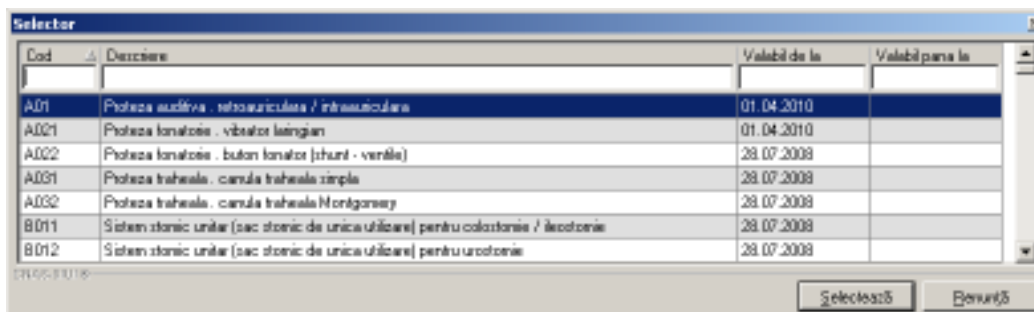 Selector
Cod Descriere Valabil de la Valabil pana la
A01 Proteza auditiva . retroauriculara / intraauriculara 01.04.2010
A021 Proteza fonatorie . vibrator laringian 01.04.2010
A022 Proteza fonatorie . buton fonator (shunt - ventile) 28.07.2008
A031 Proteza traheala . canula traheala simpla 28.07.2008
A032 Proteza traheala . canula traheala Montgomery 28.07.2008
B011 Sistem stomic unitar (sac stomic de unica utilizare) pentru colostomie / ileostomie 28.07.2008
B012 Sistem stomic unitar (sac stomic de unica utilizare) pentru urostomie 28.07.2008
Selectează Renunță